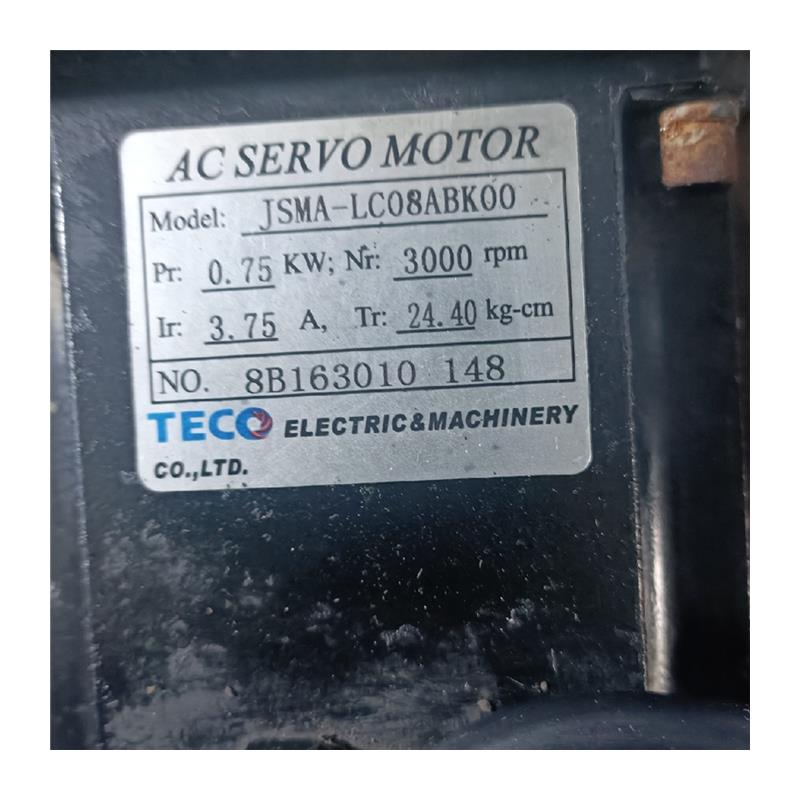 AC SERVO MOTOR
Model: JSMA-LC08ABK00
Pr: 0.75 KW; Nr: 3000 rpm
Ir: 3.75 A, Tr: 24.40 kg-cm
NO. 8B163010 148
TECO ELECTRIC&MACHINERY
CO.,LTD.